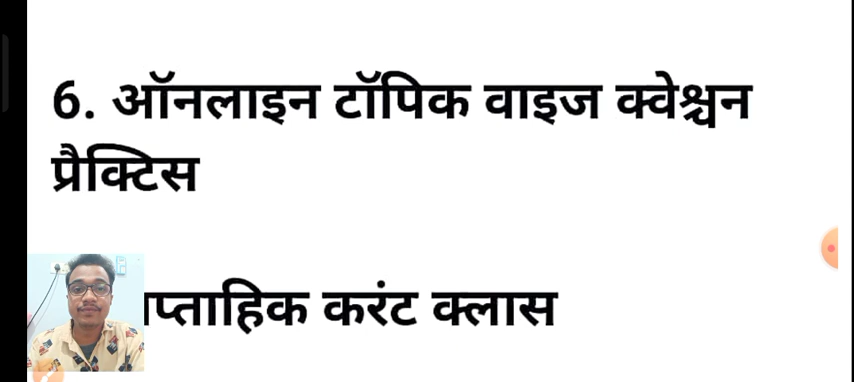 6. ऑनलाइन टॉपिक वाइज क्वेश्चन
प्रैक्टिस
करंट क्लास